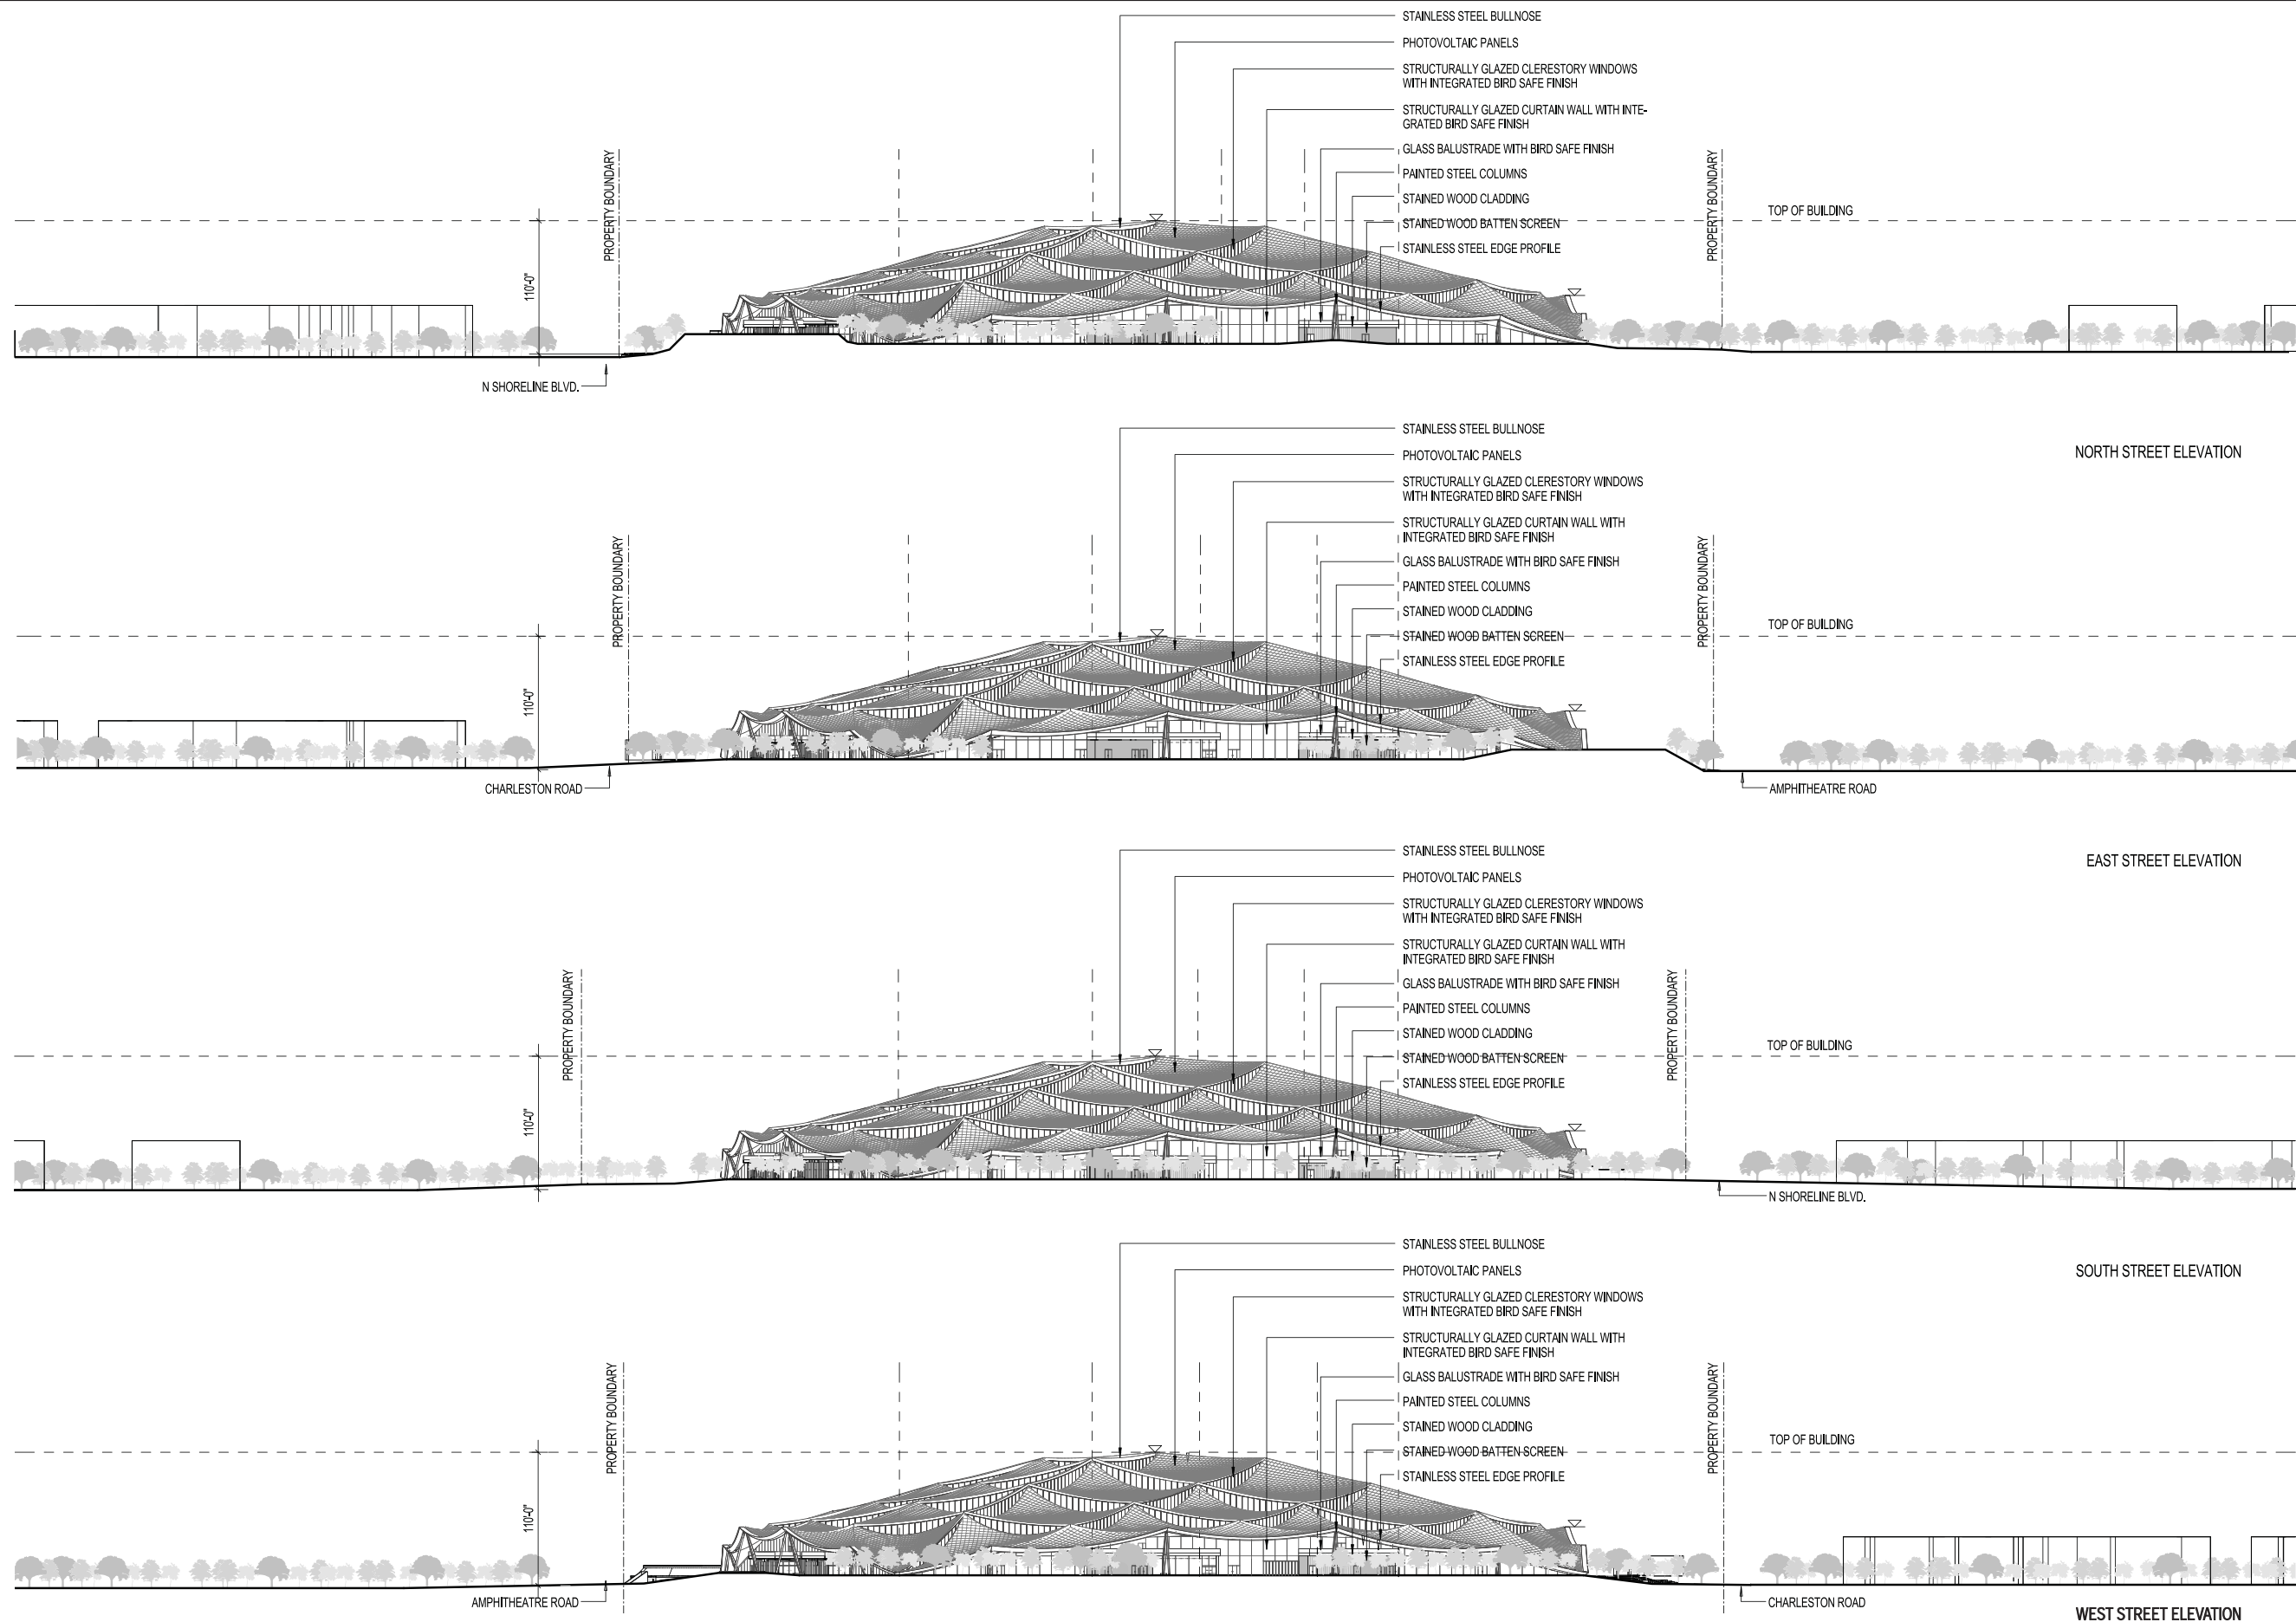 STAINLESS STEEL BULLNOSE
PHOTOVOLTAIC PANELS
STRUCTURALLY GLAZED CLERESTORY WINDOWS
WITH INTEGRATED BIRD SAFE FINISH
STRUCTURALLY GLAZED CURTAIN WALL WITH INTE-
GRATED BIRD SAFE FINISH
GLASS BALUSTRADE WITH BIRD SAFE FINISH
PAINTED STEEL COLUMNS
STAINED WOOD CLADDING
STAINED WOOD BATTEN SCREEN
STAINLESS STEEL EDGE PROFILE
PROPERTY BOUNDARY
PROPERTY BOUNDARY
TOP OF BUILDING
110'-0"
N SHORELINE BLVD.
NORTH STREET ELEVATION
STAINLESS STEEL BULLNOSE
PHOTOVOLTAIC PANELS
STRUCTURALLY GLAZED CLERESTORY WINDOWS
WITH INTEGRATED BIRD SAFE FINISH
STRUCTURALLY GLAZED CURTAIN WALL WITH
INTEGRATED BIRD SAFE FINISH
GLASS BALUSTRADE WITH BIRD SAFE FINISH
PAINTED STEEL COLUMNS
STAINED WOOD CLADDING
STAINED WOOD BATTEN SCREEN
STAINLESS STEEL EDGE PROFILE
PROPERTY BOUNDARY
PROPERTY BOUNDARY
TOP OF BUILDING
110'-0"
CHARLESTON ROAD
AMPHITHEATRE ROAD
EAST STREET ELEVATION
STAINLESS STEEL BULLNOSE
PHOTOVOLTAIC PANELS
STRUCTURALLY GLAZED CLERESTORY WINDOWS
WITH INTEGRATED BIRD SAFE FINISH
STRUCTURALLY GLAZED CURTAIN WALL WITH
INTEGRATED BIRD SAFE FINISH
GLASS BALUSTRADE WITH BIRD SAFE FINISH
PAINTED STEEL COLUMNS
STAINED WOOD CLADDING
STAINED WOOD BATTEN SCREEN
STAINLESS STEEL EDGE PROFILE
PROPERTY BOUNDARY
PROPERTY BOUNDARY
TOP OF BUILDING
110'-0"
N SHORELINE BLVD.
SOUTH STREET ELEVATION
STAINLESS STEEL BULLNOSE
PHOTOVOLTAIC PANELS
STRUCTURALLY GLAZED CLERESTORY WINDOWS
WITH INTEGRATED BIRD SAFE FINISH
STRUCTURALLY GLAZED CURTAIN WALL WITH
INTEGRATED BIRD SAFE FINISH
GLASS BALUSTRADE WITH BIRD SAFE FINISH
PAINTED STEEL COLUMNS
STAINED WOOD CLADDING
STAINED WOOD BATTEN SCREEN
STAINLESS STEEL EDGE PROFILE
PROPERTY BOUNDARY
PROPERTY BOUNDARY
TOP OF BUILDING
110'-0"
AMPHITHEATRE ROAD
CHARLESTON ROAD
WEST STREET ELEVATION